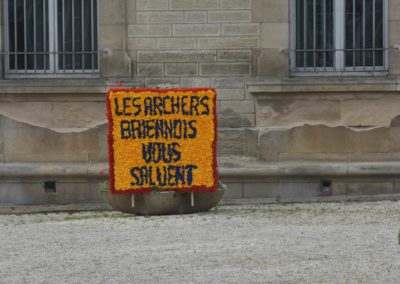 LES ARCHERS
BRIENNOIS
VOUS
SALUENT